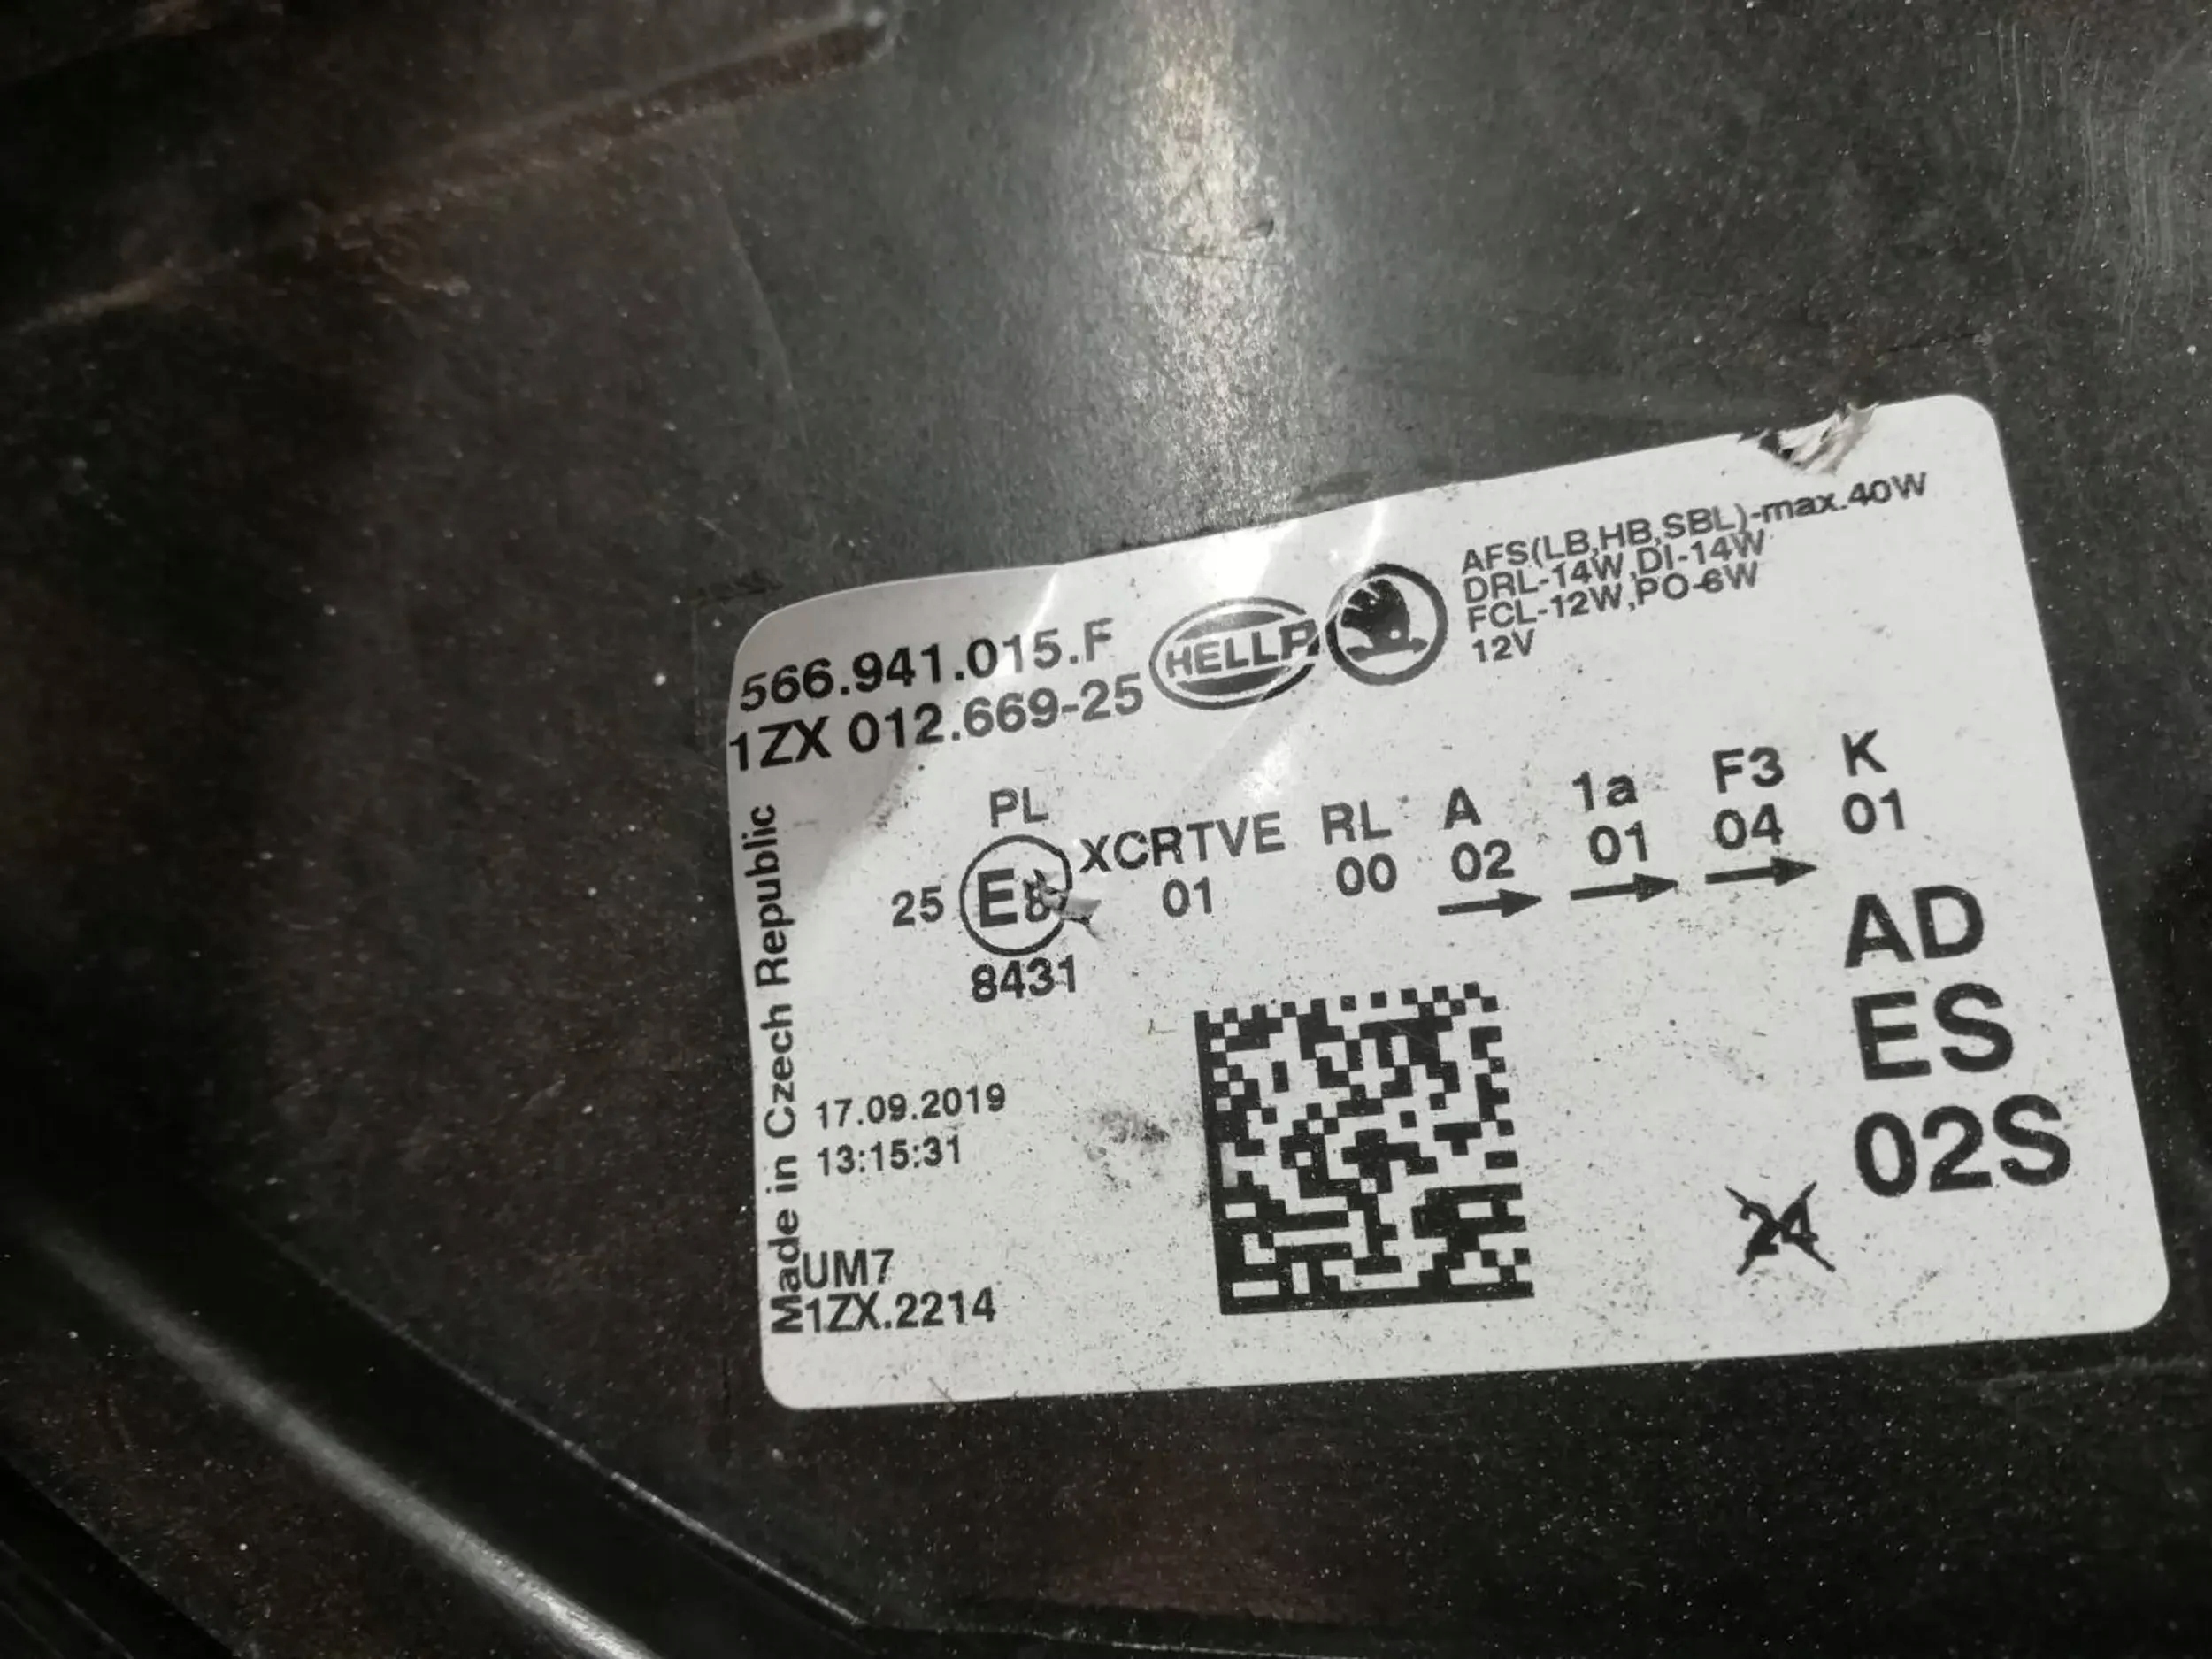 566.941.015.F
1ZX 012.669-25
HELLA
AFS(LB,HB,SBL)-max.40W
DRL-14W,DI-14W
FCL-12W,PO-6W
12V
PL
25 E8 XCRTVE RL A 1a F3 K
8431 01 00 02 01 04 01
AD
ES
02S
24
17.09.2019
13:15:31
UM7
1ZX.2214
Made in Czech Republic